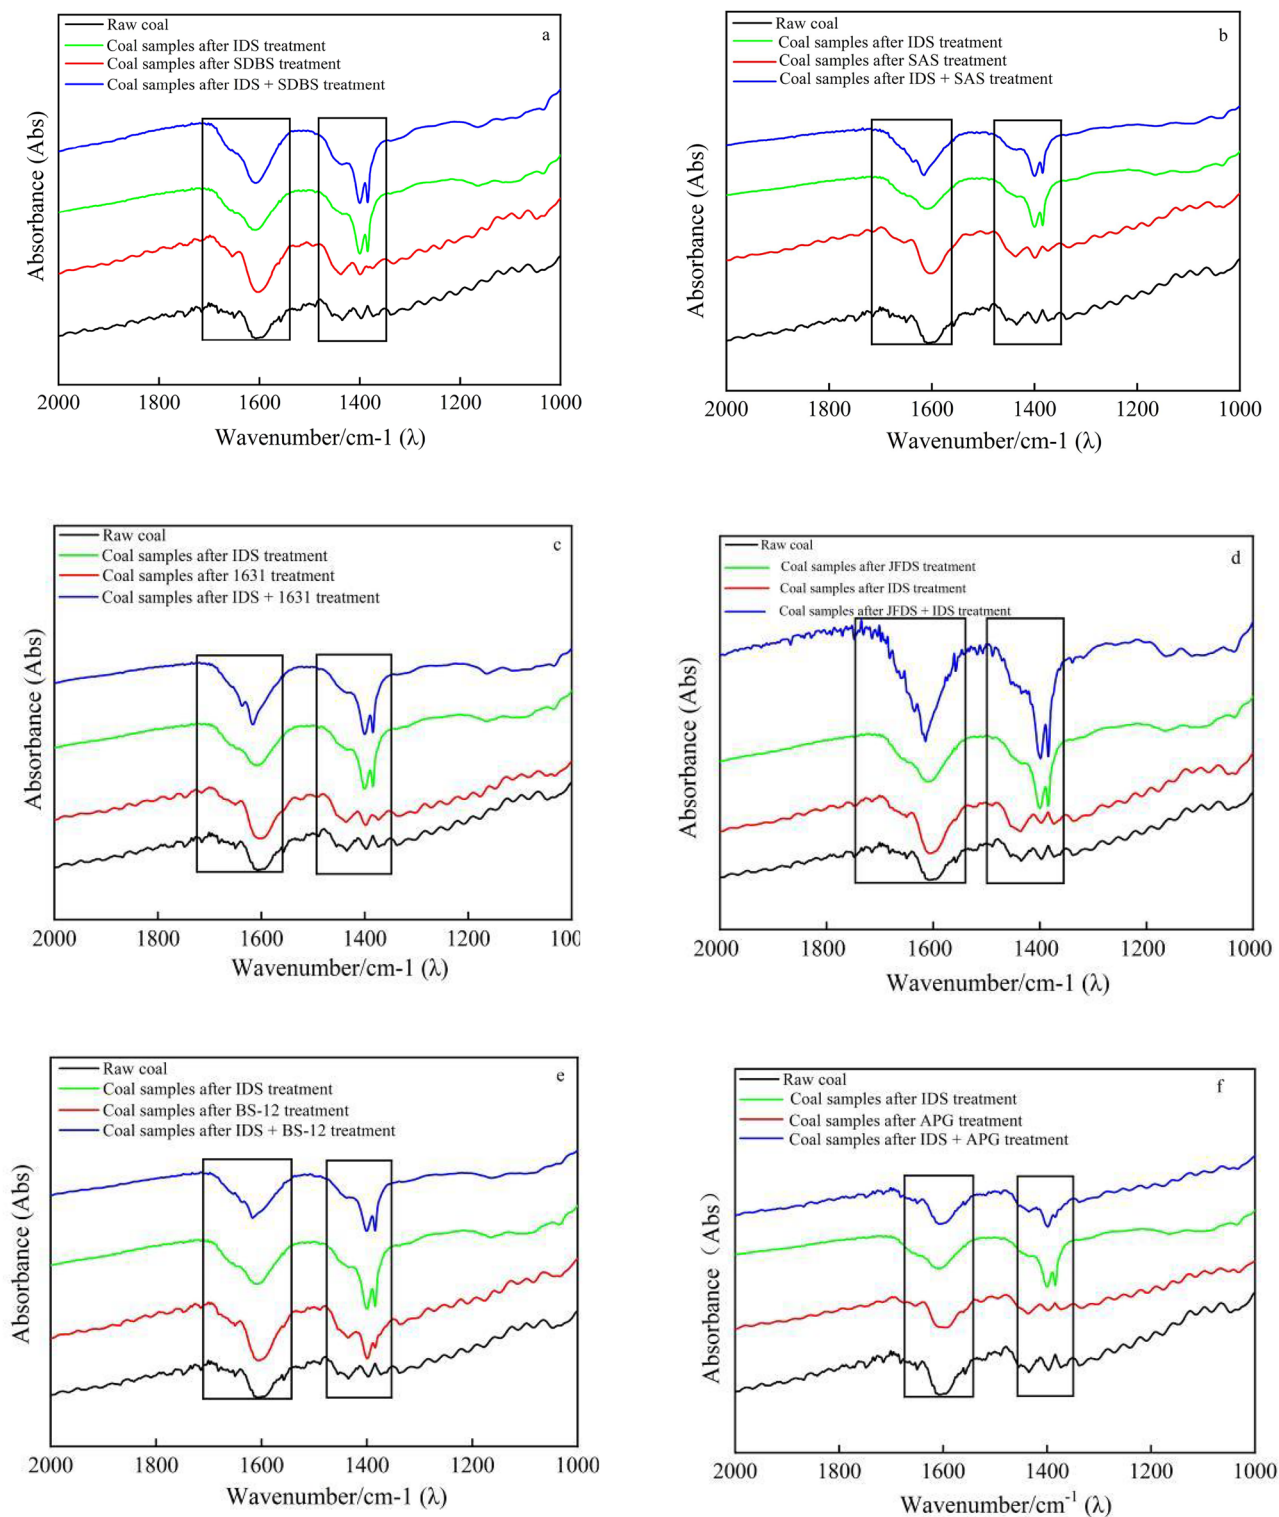 Raw coal
Coal samples after IDS treatment
Coal samples after SDBS treatment
Coal samples after IDS + SDBS treatment
a
Absorbance (Abs)
2000 1800 1600 1400 1200 1000
Wavenumber/cm-1 (λ)
Raw coal
Coal samples after IDS treatment
Coal samples after SAS treatment
Coal samples after IDS + SAS treatment
b
Absorbance (Abs)
2000 1800 1600 1400 1200 1000
Wavenumber/cm-1 (λ)
Raw coal
Coal samples after IDS treatment
Coal samples after 1631 treatment
Coal samples after IDS + 1631 treatment
c
Absorbance (Abs)
2000 1800 1600 1400 1200 100
Wavenumber/cm-1 (λ)
Raw coal
Coal samples after JFDS treatment
Coal samples after IDS treatment
Coal samples after JFDS + IDS treatment
d
Absorbance (Abs)
2000 1800 1600 1400 1200 1000
Wavenumber/cm-1 (λ)
Raw coal
Coal samples after IDS treatment
Coal samples after BS-12 treatment
Coal samples after IDS + BS-12 treatment
e
Absorbance (Abs)
2000 1800 1600 1400 1200 1000
Wavenumber/cm-1 (λ)
Raw coal
Coal samples after IDS treatment
Coal samples after APG treatment
Coal samples after IDS + APG treatment
f
Absorbance（Abs）
2000 1800 1600 1400 1200 1000
Wavenumber/cm⁻¹ (λ)